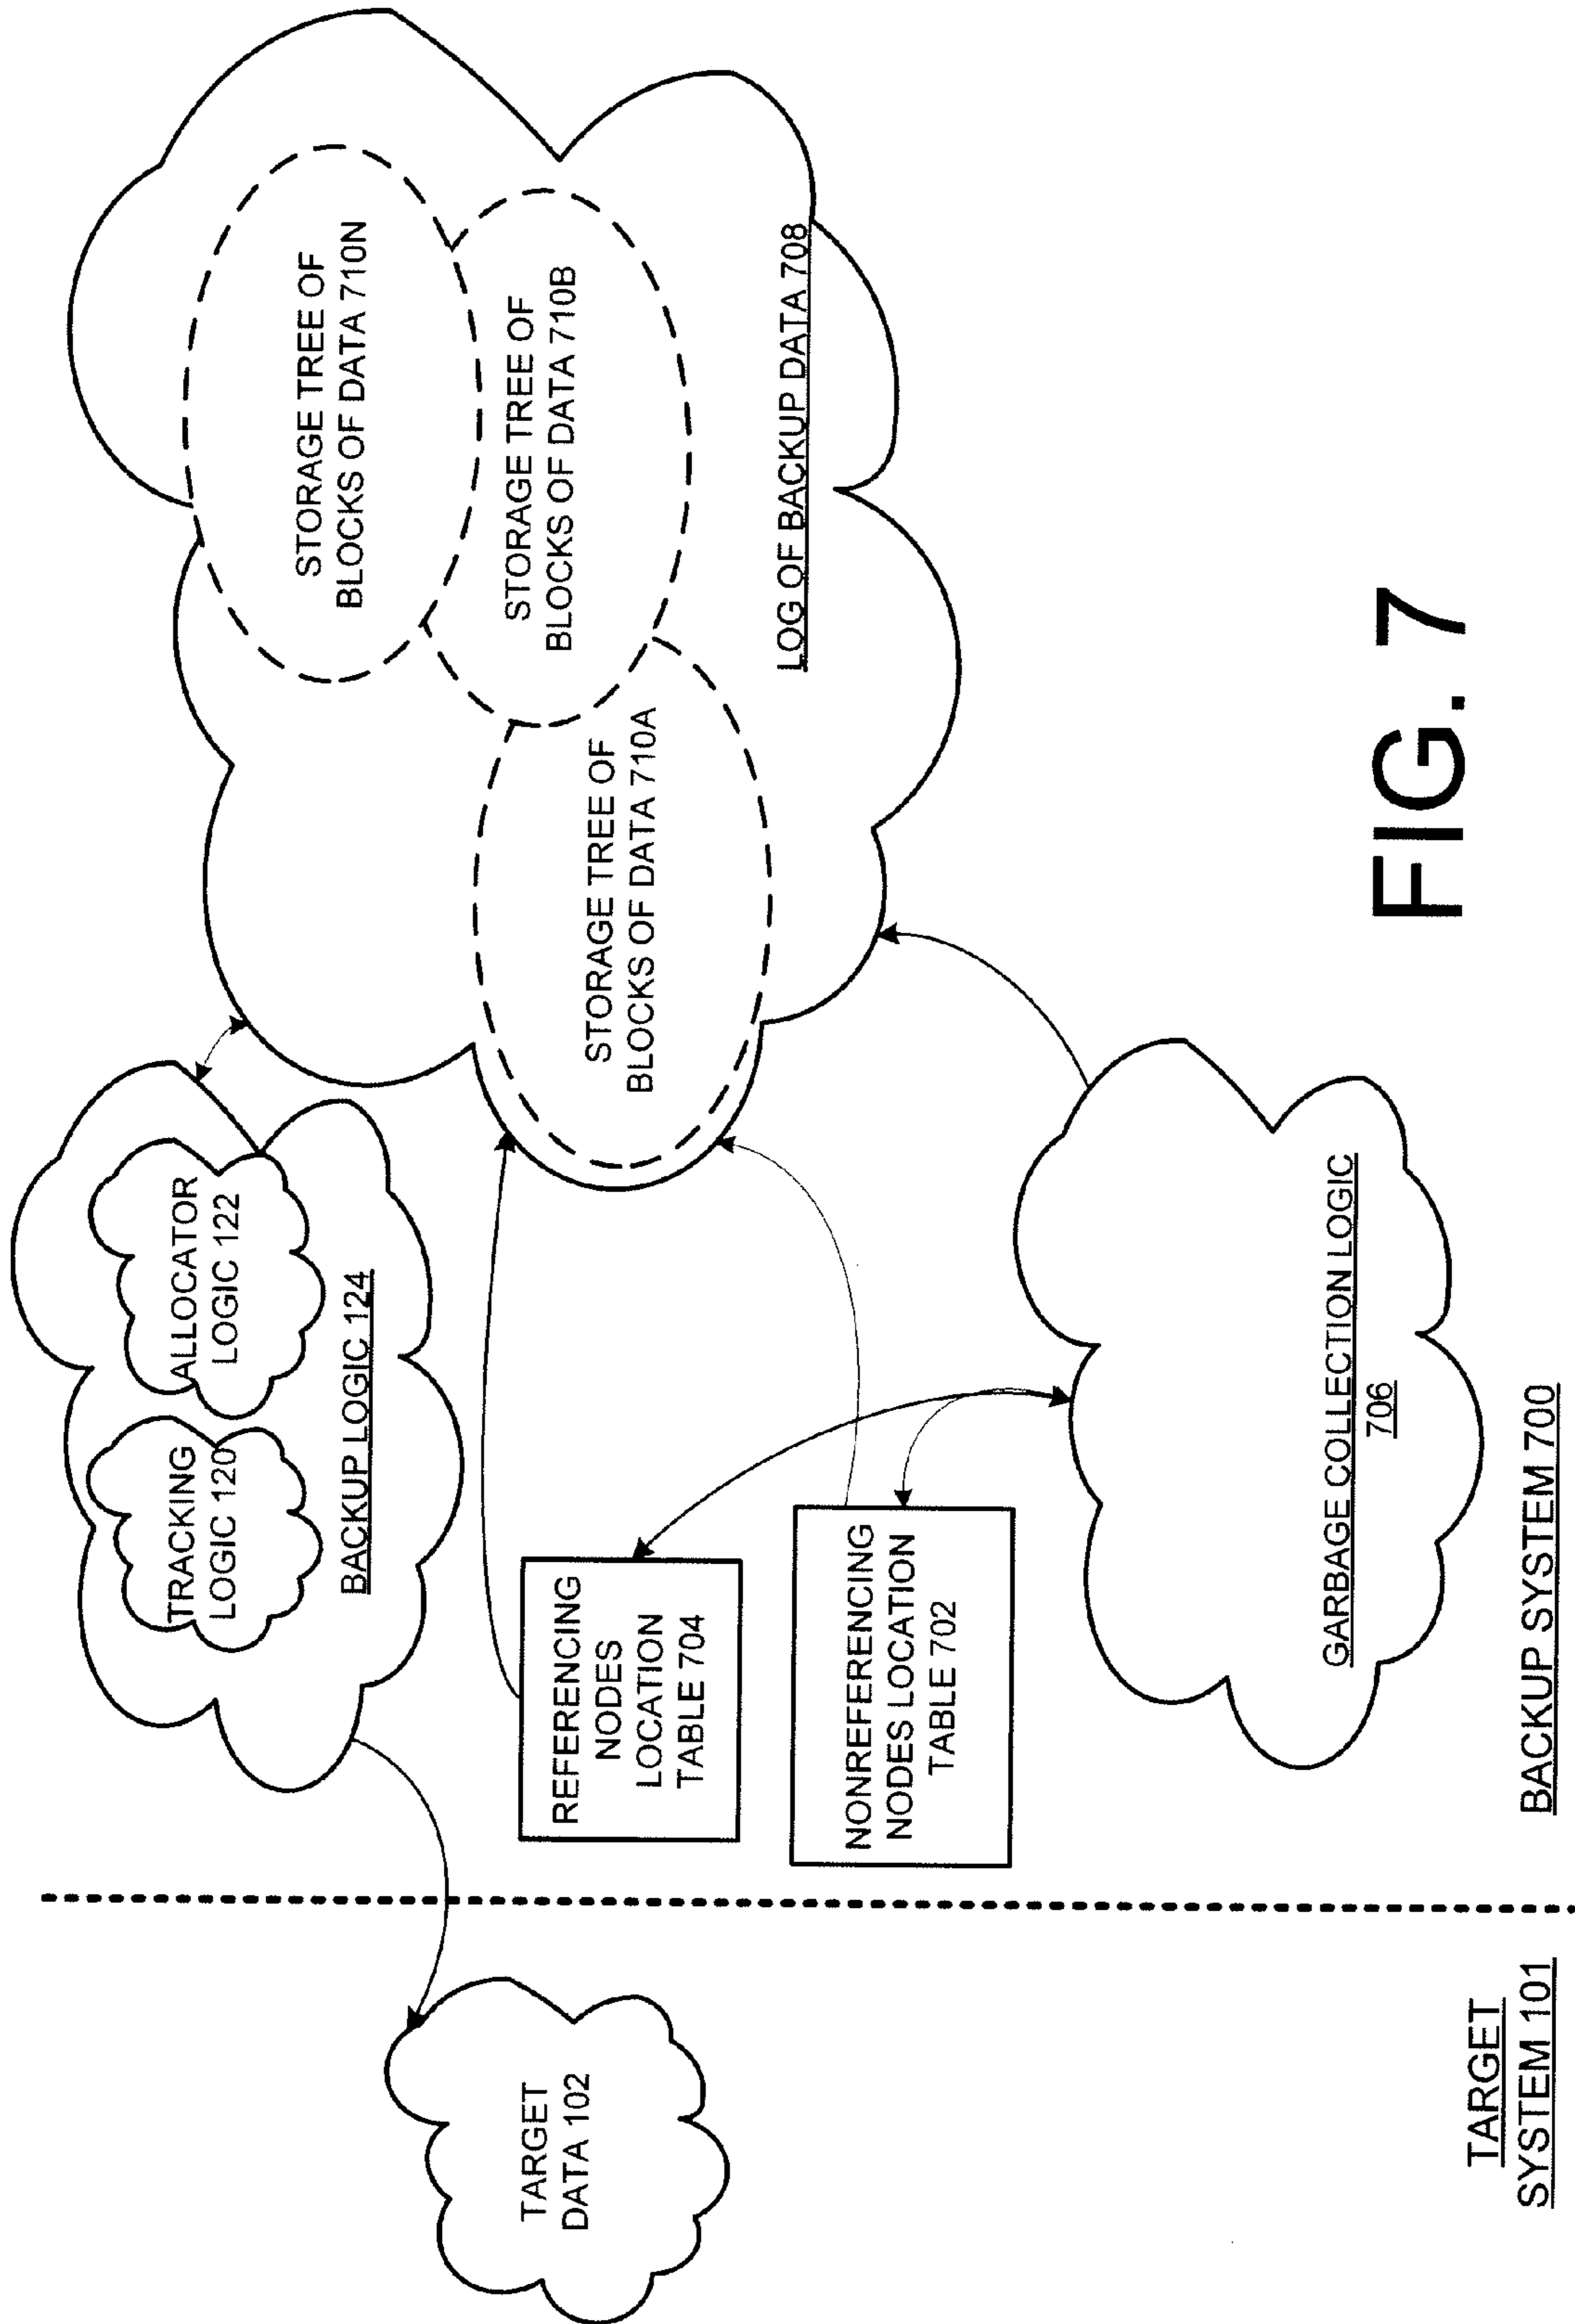 TARGET
DATA 102
TARGET
SYSTEM 101
TRACKING
LOGIC 120
ALLOCATOR
LOGIC 122
BACKUP LOGIC 124
REFERENCING
NODES
LOCATION
TABLE 704
NONREFERENCING
NODES LOCATION
TABLE 702
GARBAGE COLLECTION LOGIC
706
BACKUP SYSTEM 700
STORAGE TREE OF
BLOCKS OF DATA 710N
STORAGE TREE OF
BLOCKS OF DATA 710B
STORAGE TREE OF
BLOCKS OF DATA 710A
LOG OF BACKUP DATA 708
FIG. 7